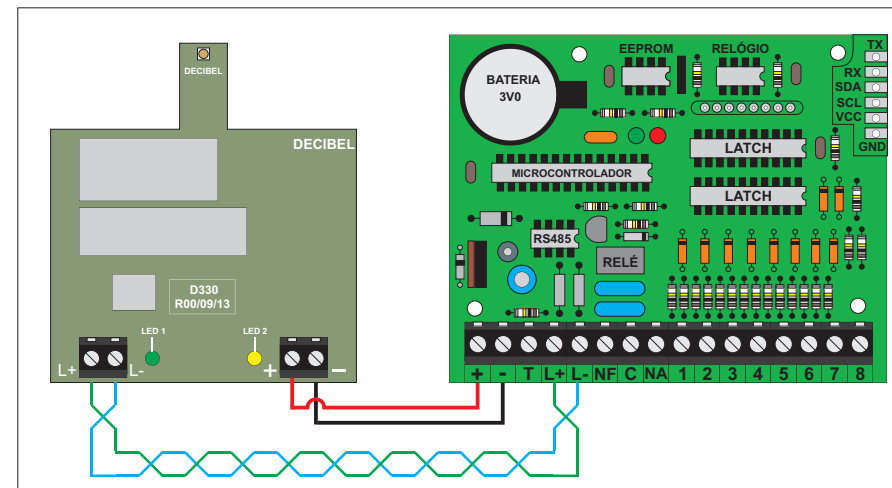 DECIBEL
DECIBEL
D330
R00/09/13
LED 1
LED 2
L+
L-
+
−
BATERIA
3V0
EEPROM
RELÓGIO
TX
RX
SDA
SCL
VCC
GND
LATCH
MICROCONTROLADOR
LATCH
RS485
RELÉ
+ - T L+ L- NF C NA 1 2 3 4 5 6 7 8